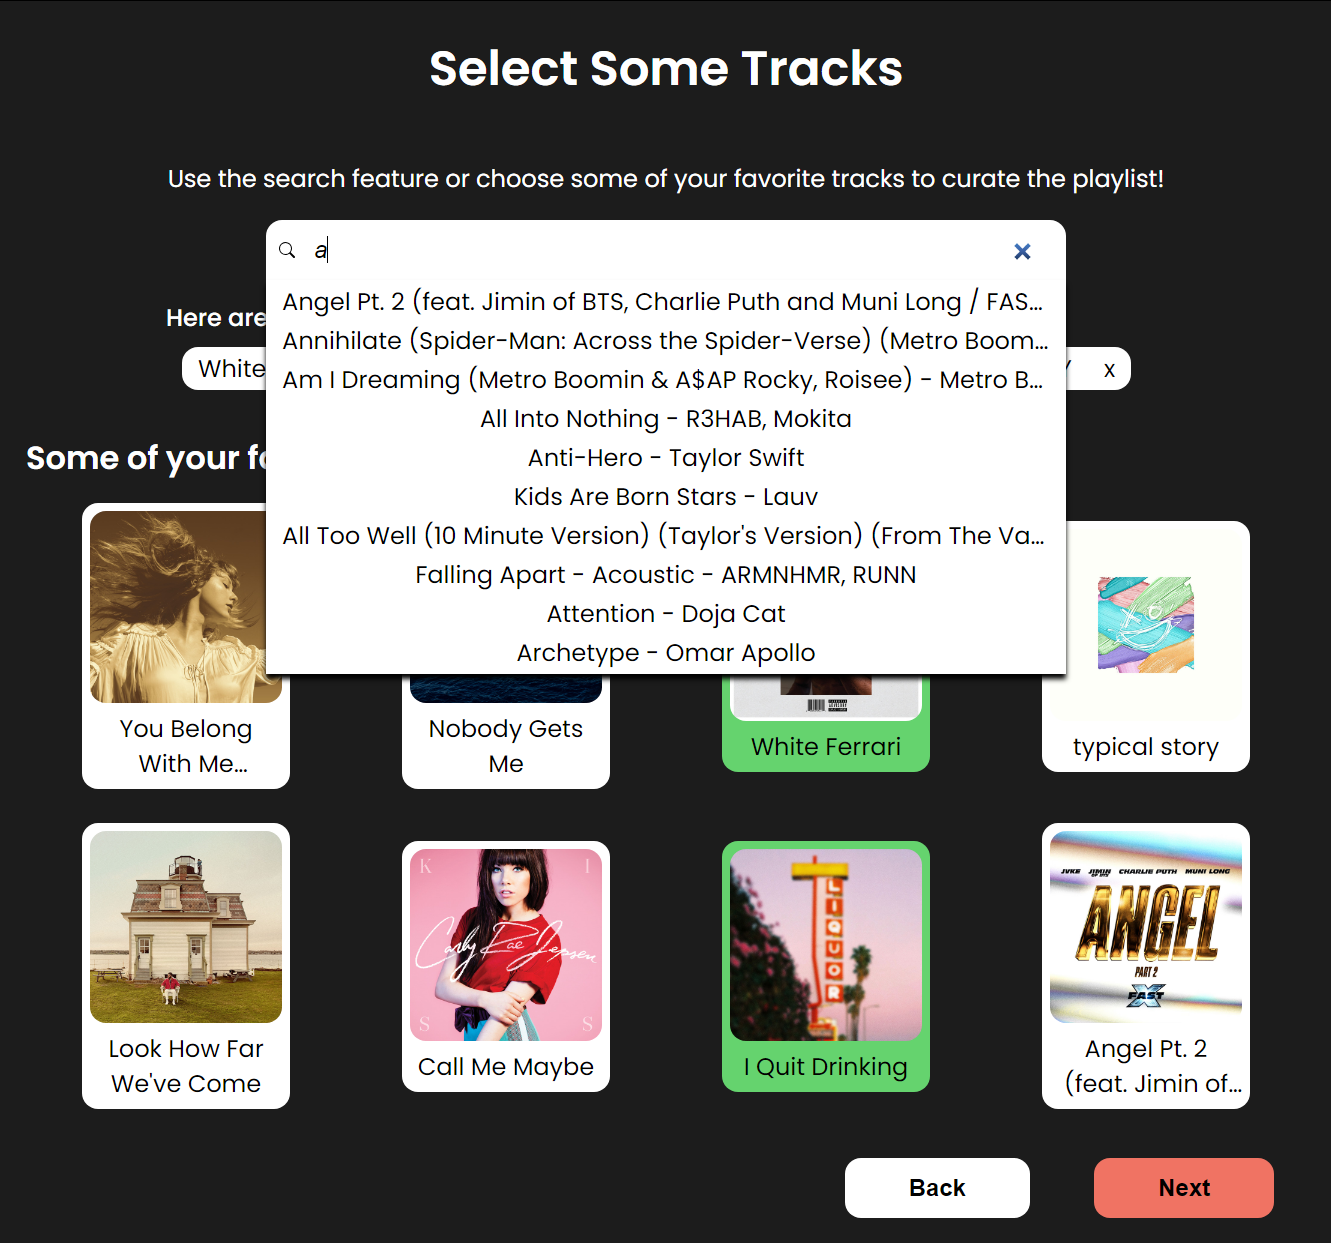 Select Some Tracks
Use the search feature or choose some of your favorite tracks to curate the playlist!
a
Angel Pt. 2 (feat. Jimin of BTS, Charlie Puth and Muni Long / FAS...
Annihilate (Spider-Man: Across the Spider-Verse) (Metro Boom...
Am I Dreaming (Metro Boomin & A$AP Rocky, Roisee) - Metro B...
All Into Nothing - R3HAB, Mokita
Anti-Hero - Taylor Swift
Kids Are Born Stars - Lauv
All Too Well (10 Minute Version) (Taylor's Version) (From The Va...
Falling Apart - Acoustic - ARMNHMR, RUNN
Attention - Doja Cat
Archetype - Omar Apollo
Here are
White
x
Some of your
You Belong
With Me...
Nobody Gets
Me
White Ferrari
typical story
Look How Far
We've Come
K I
Carly Rae Jepsen
S S
Call Me Maybe
LIQUOR
I Quit Drinking
JVKE JIMIN OF BTS CHARLIE PUTH MUNI LONG
ANGEL
PART 2
FAST X
Angel Pt. 2
(feat. Jimin of...
Back
Next